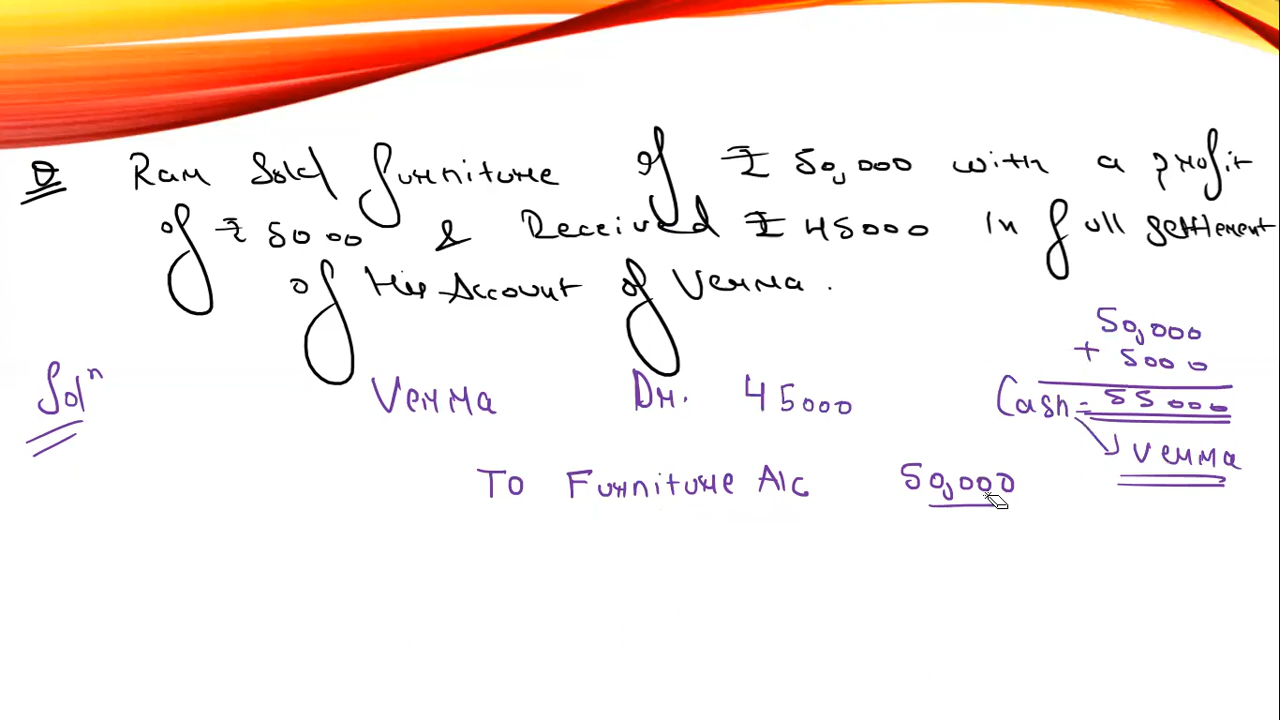 Q Ram Sold furniture of ₹ 50,000 with a profit
of ₹ 5000 & Received ₹ 45000 In full settlement
of His Account of Verma.
50,000
+ 5000
Solⁿ Verma Dr. 45000 Cash = 55000
Verma
To Furniture A/c 50,000